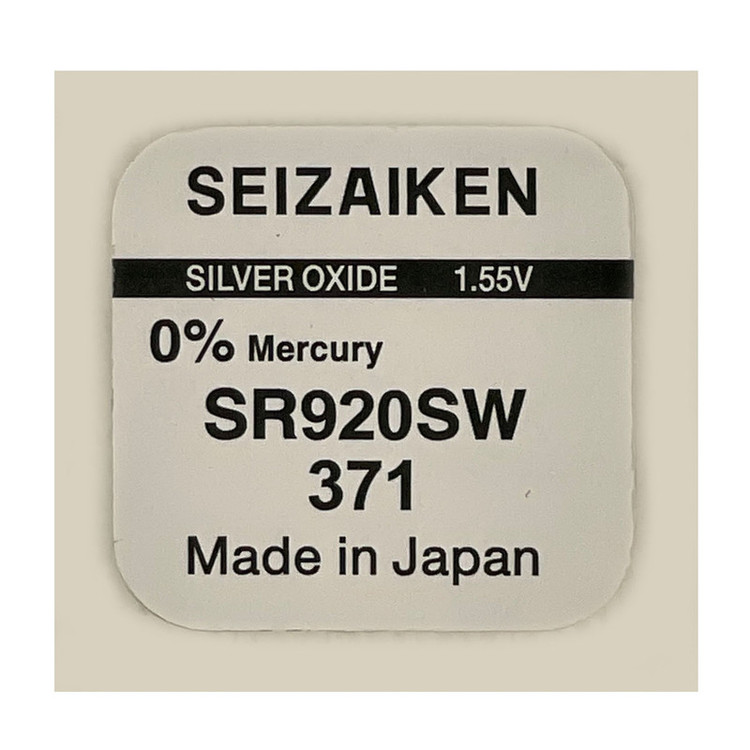 SEIZAIKEN
SILVER OXIDE 1.55V
0% Mercury
SR920SW
371
Made in Japan